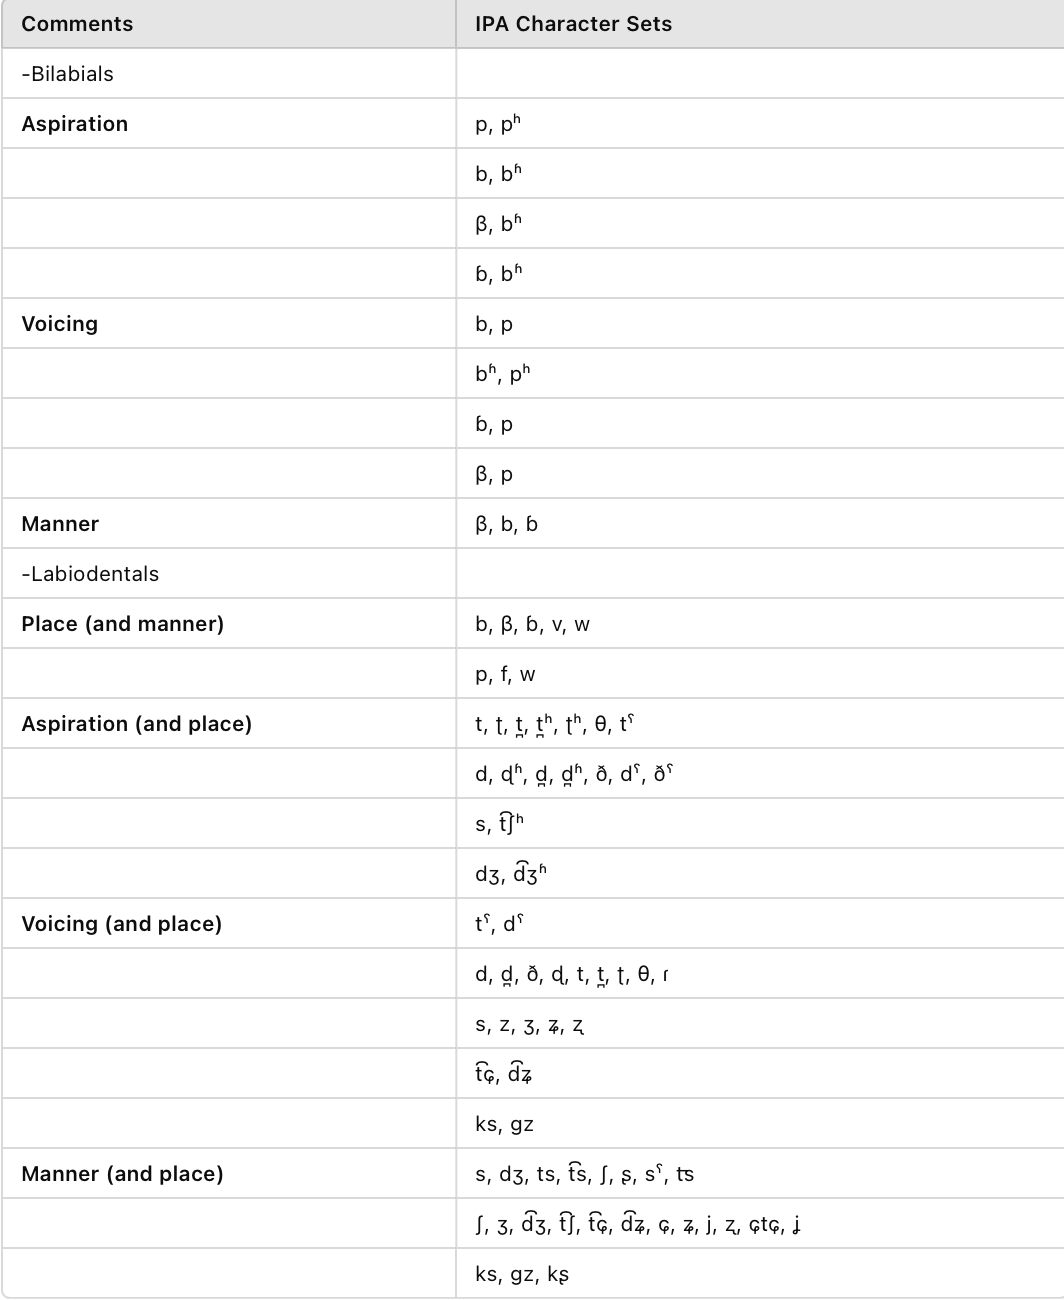 Comments IPA Character Sets
-Bilabials
Aspiration p, pʰ
b, bʱ
β, bʱ
ɓ, bʱ
Voicing b, p
bʱ, pʰ
ɓ, p
β, p
Manner β, b, ɓ
-Labiodentals
Place (and manner) b, β, ɓ, v, w
p, f, w
Aspiration (and place) t, ʈ, t̪, t̪ʰ, ʈʰ, θ, tˤ
d, ɖʱ, d̪, d̪ʱ, ð, dˤ, ðˤ
s, t͡ʃʰ
dʒ, d͡ʒʱ
Voicing (and place) tˤ, dˤ
d, d̪, ð, ɖ, t, t̪, ʈ, θ, ɾ
s, z, ʒ, ʑ, ʐ
t͡ɕ, d͡ʑ
ks, gz
Manner (and place) s, dʒ, ts, t͡s, ʃ, ʂ, sˤ, ʦ
ʃ, ʒ, d͡ʒ, t͡ʃ, t͡ɕ, d͡ʑ, ɕ, ʑ, j, ʐ, ɕtɕ, ʝ
ks, gz, kʂ